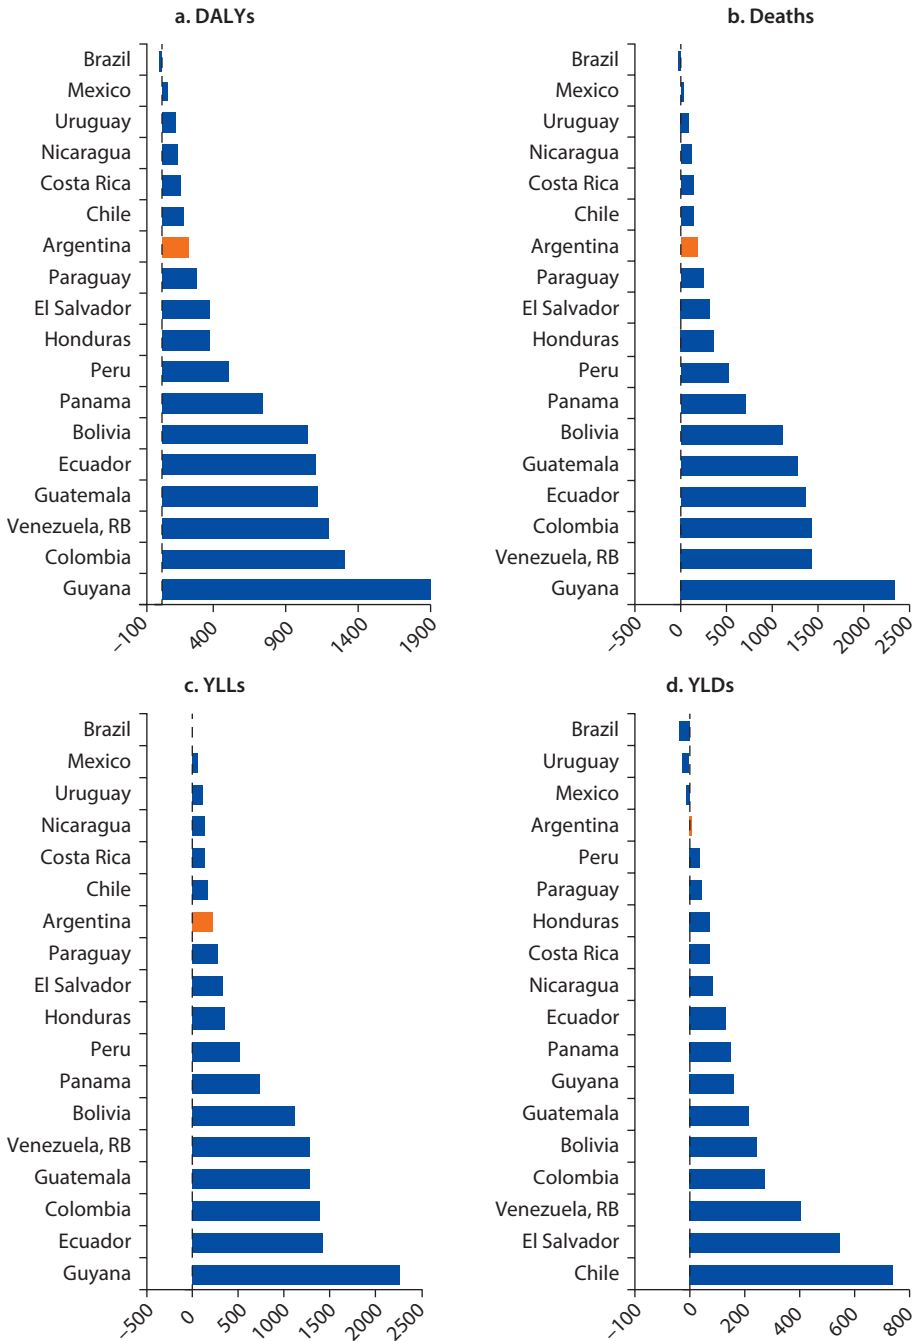 a. DALYs
Brazil
Mexico
Uruguay
Nicaragua
Costa Rica
Chile
Argentina
Paraguay
El Salvador
Honduras
Peru
Panama
Bolivia
Ecuador
Guatemala
Venezuela, RB
Colombia
Guyana
–100 400 900 1400 1900
b. Deaths
Brazil
Mexico
Uruguay
Nicaragua
Costa Rica
Chile
Argentina
Paraguay
El Salvador
Honduras
Peru
Panama
Bolivia
Guatemala
Ecuador
Colombia
Venezuela, RB
Guyana
–500 0 500 1000 1500 2000 2500
c. YLLs
Brazil
Mexico
Uruguay
Nicaragua
Costa Rica
Chile
Argentina
Paraguay
El Salvador
Honduras
Peru
Panama
Bolivia
Venezuela, RB
Guatemala
Colombia
Ecuador
Guyana
–500 0 500 1000 1500 2000 2500
d. YLDs
Brazil
Uruguay
Mexico
Argentina
Peru
Paraguay
Honduras
Costa Rica
Nicaragua
Ecuador
Panama
Guyana
Guatemala
Bolivia
Colombia
Venezuela, RB
El Salvador
Chile
–100 0 200 400 600 800